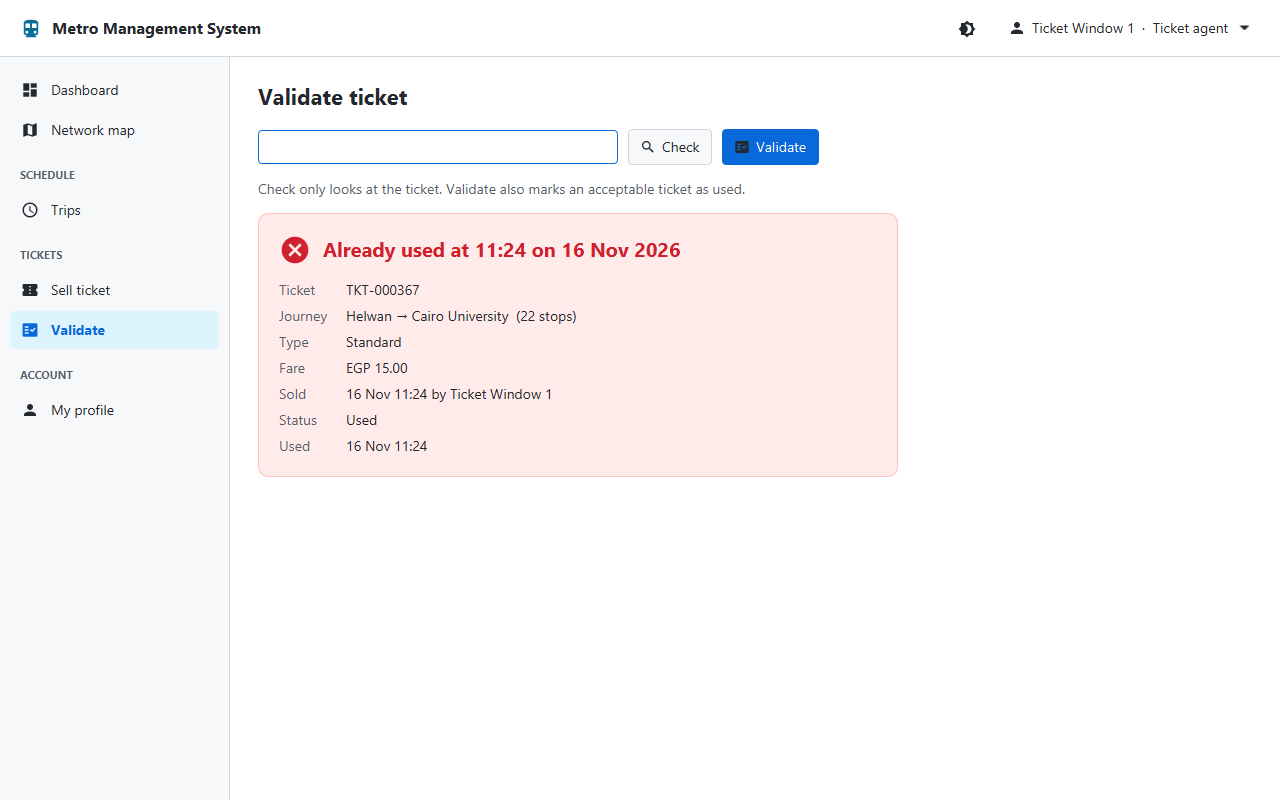 Metro Management System
Ticket Window 1 · Ticket agent
Dashboard
Network map
SCHEDULE
Trips
TICKETS
Sell ticket
Validate
ACCOUNT
My profile
Validate ticket
Check
Validate
Check only looks at the ticket. Validate also marks an acceptable ticket as used.
Already used at 11:24 on 16 Nov 2026
Ticket TKT-000367
Journey Helwan → Cairo University (22 stops)
Type Standard
Fare EGP 15.00
Sold 16 Nov 11:24 by Ticket Window 1
Status Used
Used 16 Nov 11:24